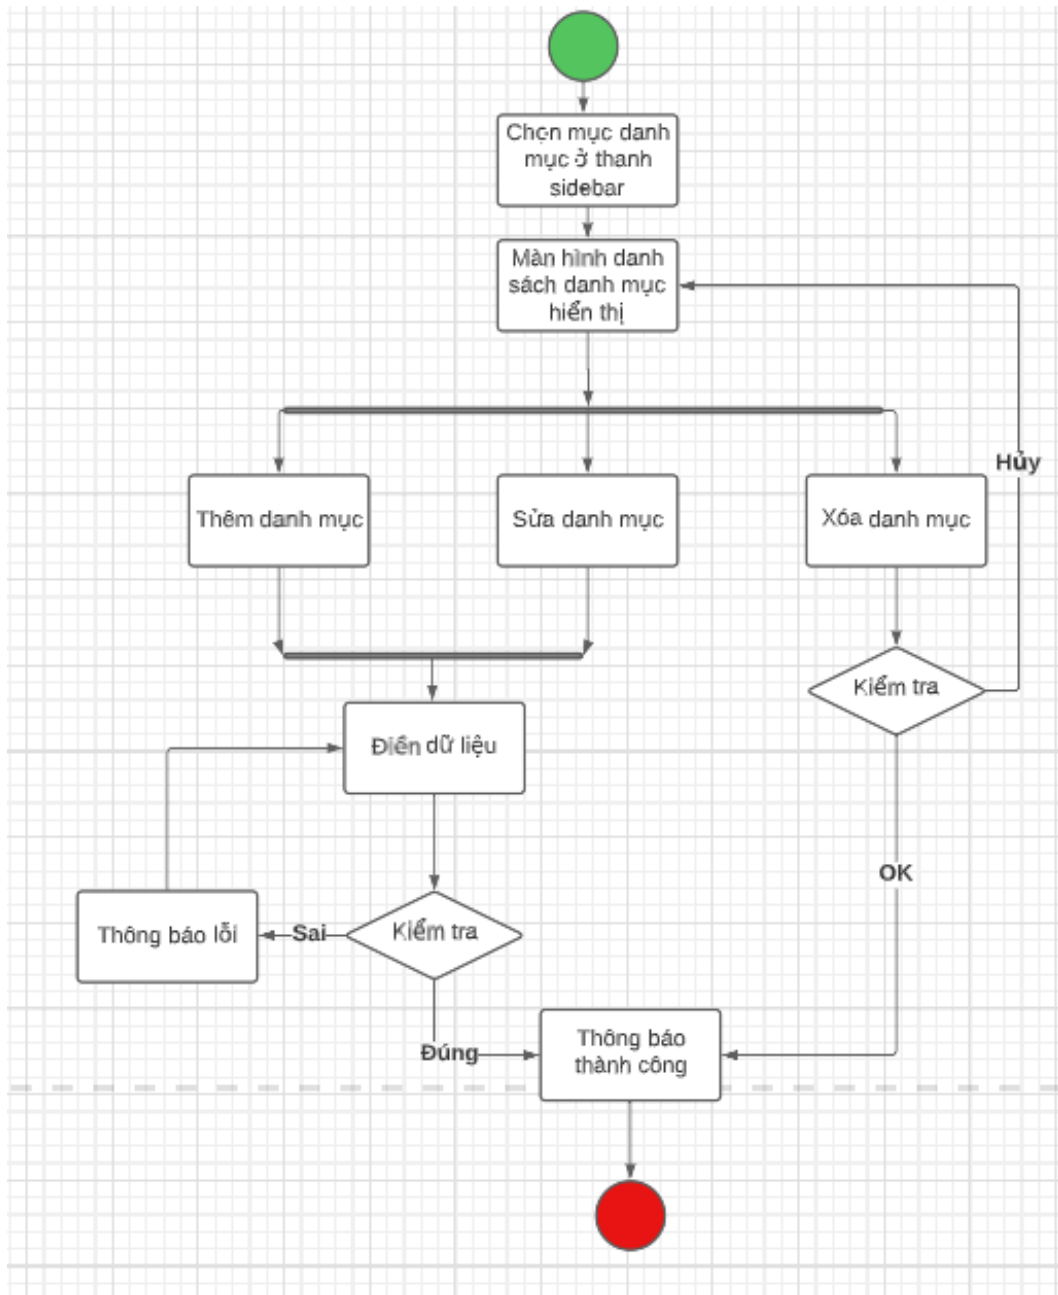 Chọn mục danh
mục ở thanh
sidebar
Màn hình danh
sách danh mục
hiển thị
Hủy
Thêm danh mục
Sửa danh mục
Xóa danh mục
Kiểm tra
Điền dữ liệu
OK
Thông báo lỗi
Sai
Kiểm tra
Đúng
Thông báo
thành công